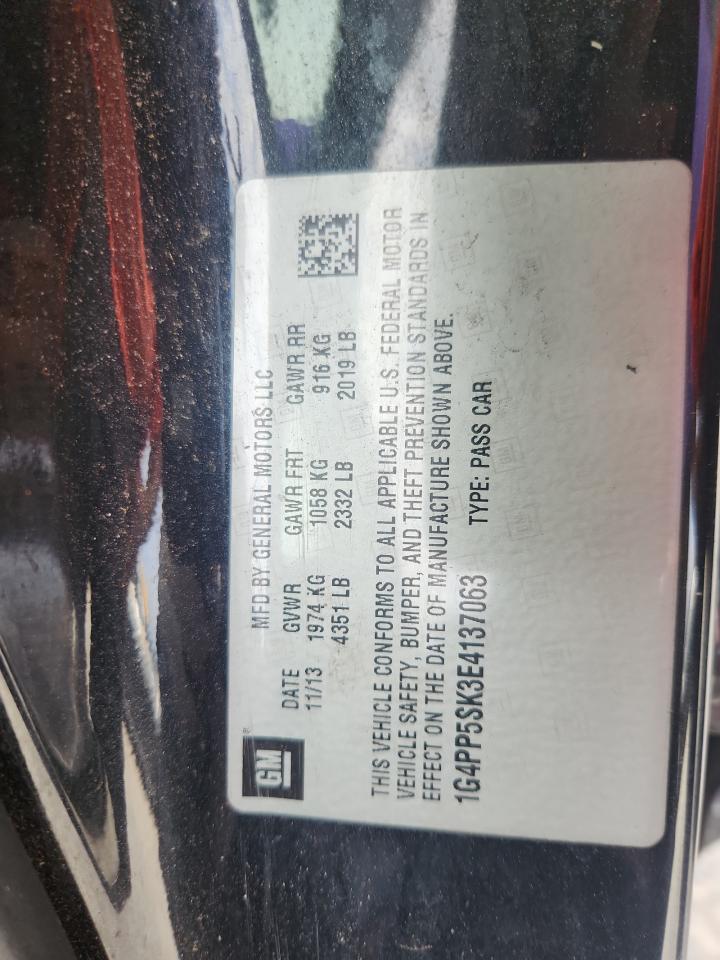 GM
MFD BY GENERAL MOTORS LLC
DATE GVWR GAWR FRT GAWR RR
11/13 1974 KG 1058 KG 916 KG
4351 LB 2332 LB 2019 LB
THIS VEHICLE CONFORMS TO ALL APPLICABLE U.S. FEDERAL MOTOR
VEHICLE SAFETY, BUMPER, AND THEFT PREVENTION STANDARDS IN
EFFECT ON THE DATE OF MANUFACTURE SHOWN ABOVE.
1G4PP5SK3E4137063 TYPE: PASS CAR